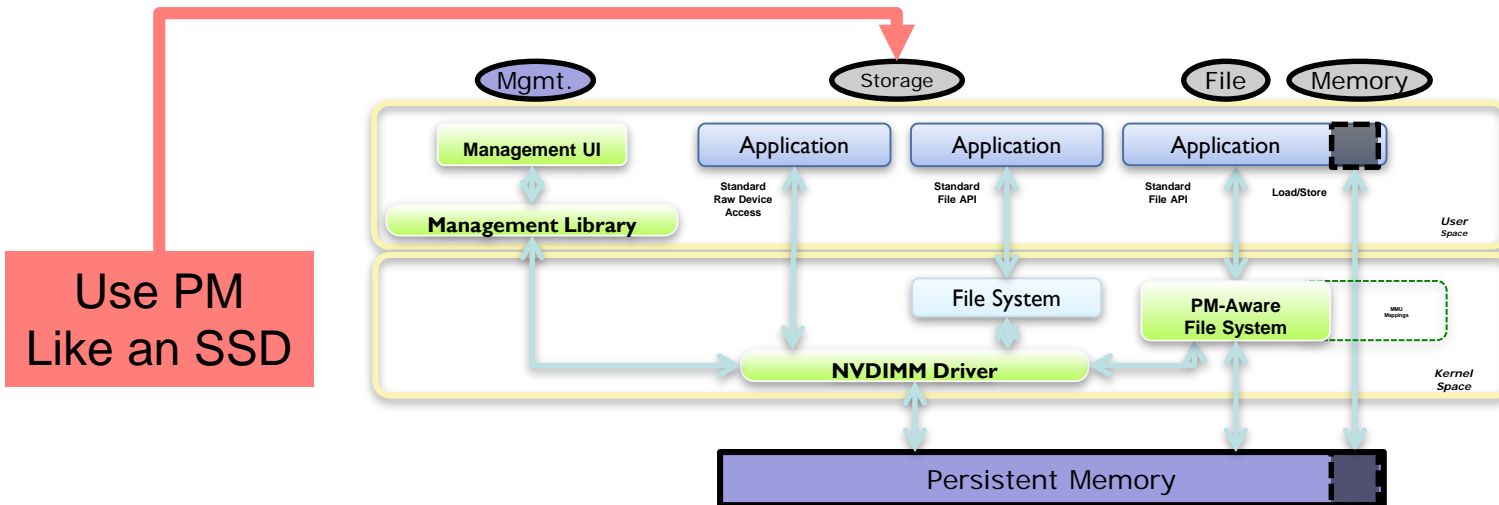 Mgmt.
Storage
File
Memory
Management UI
Application
Application
Application
Standard
Raw Device
Access
Standard
File API
Standard
File API
Load/Store
Management Library
User
Space
Use PM
Like an SSD
File System
PM-Aware
File System
MMU
Mappings
NVDIMM Driver
Kernel
Space
Persistent Memory